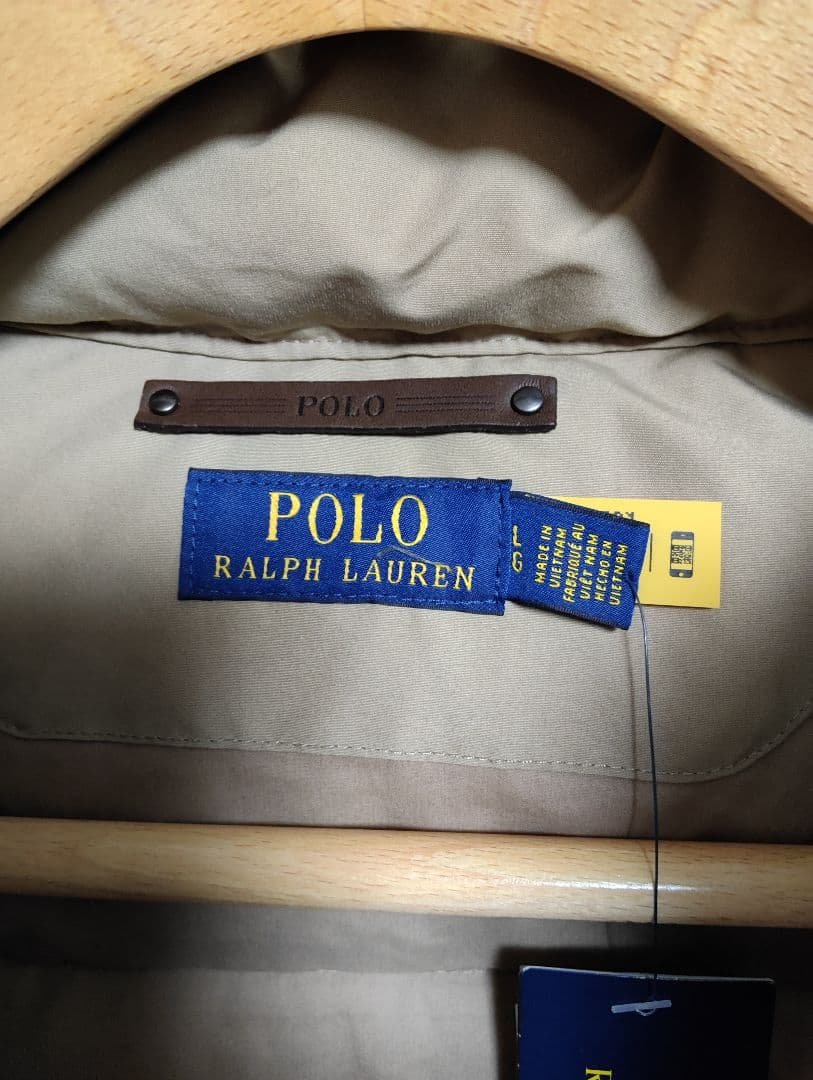 POLO
POLO
RALPH LAUREN
MADE IN
VIETNAM
FABRIQUÉ AU
VIÊT NAM
HECHO EN
VIETNAM